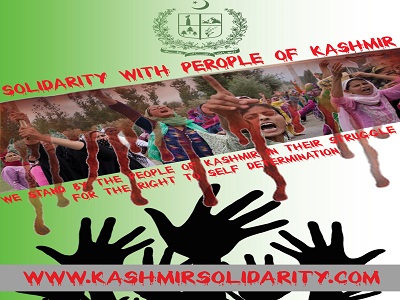 SOLIDARITY WITH PEROPLE OF KASHMIR
WE STAND BY THE PEOPLE OF KASHMIR IN THEIR STRUGGLE
FOR THE RIGHT TO SELF DETERMINATION
WWW.KASHMIRSOLIDARITY.COM